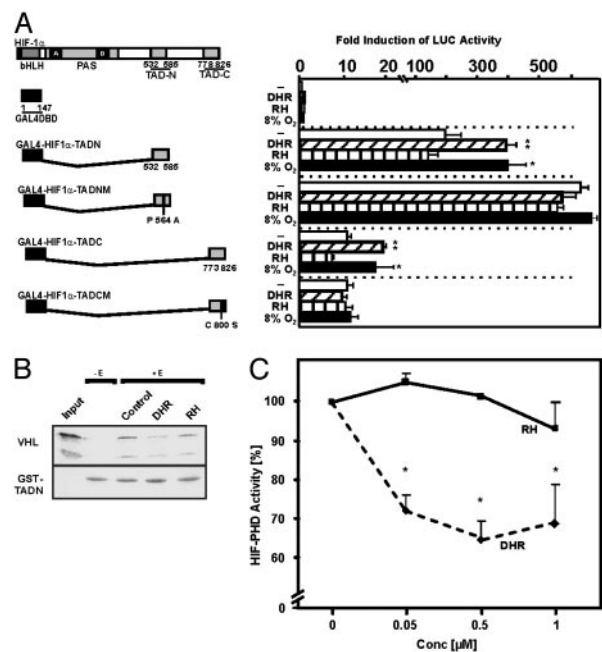 A
HIF-1α
A
B
bHLH
PAS
532 585
778 826
TAD-N
TAD-C
1 147
GAL4DBD
GAL4-HIF1α-TADN
532 585
GAL4-HIF1α-TADNM
P 564 A
GAL4-HIF1α-TADC
773 826
GAL4-HIF1α-TADCM
C 800 S
Fold Induction of LUC Activity
0 10 20 100 300 500
–
DHR
RH
8% O2
–
DHR
**
RH
8% O2
*
–
DHR
RH
8% O2
–
DHR
**
RH
8% O2
*
–
DHR
RH
8% O2
B
- E
+ E
Input
Control
DHR
RH
VHL
GST-
TADN
C
HIF-PHD Activity [%]
100
90
80
70
60
0
RH
*
*
*
DHR
0 0.05 0.5 1
Conc [µM]